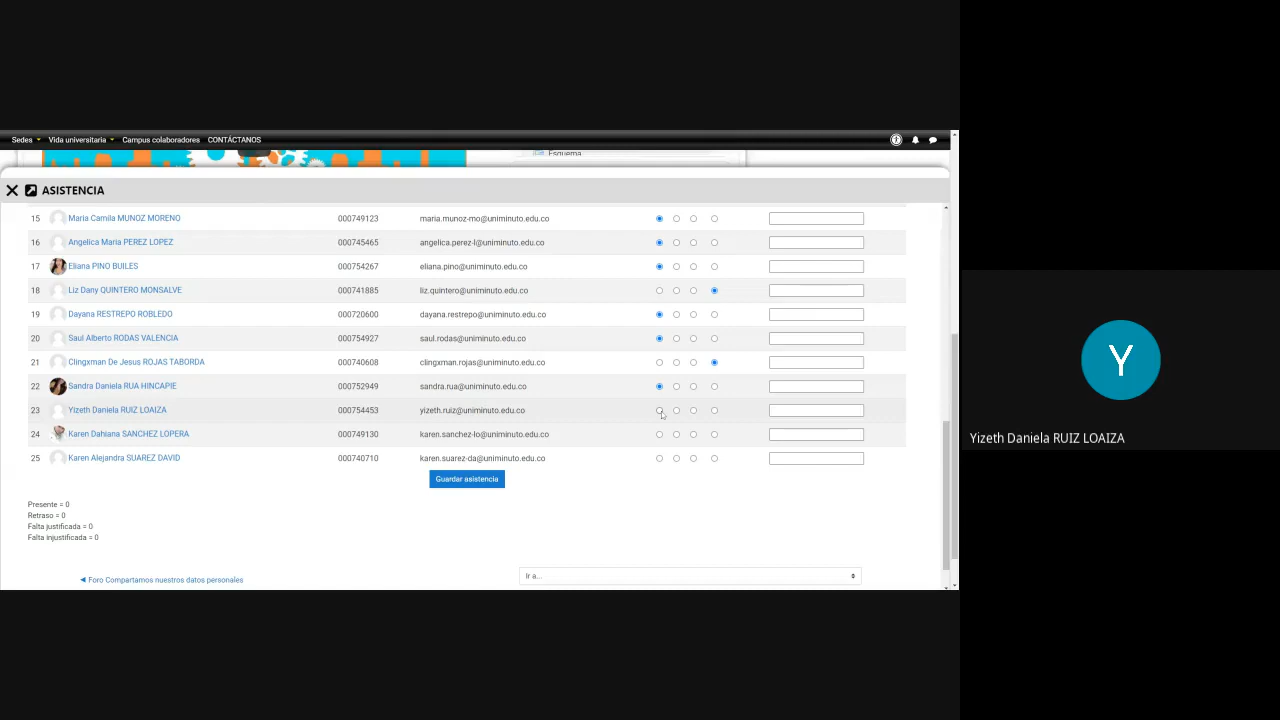 Sedes Vida universitaria Campus colaboradores CONTÁCTANOS
Esquema
ASISTENCIA
15 Maria Camila MUNOZ MORENO 000749123 maria.munoz-mo@uniminuto.edu.co
16 Angelica Maria PEREZ LOPEZ 000745465 angelica.perez-l@uniminuto.edu.co
17 Eliana PINO BUILES 000754267 eliana.pino@uniminuto.edu.co
18 Liz Dany QUINTERO MONSALVE 000741885 liz.quintero@uniminuto.edu.co
19 Dayana RESTREPO ROBLEDO 000720600 dayana.restrepo@uniminuto.edu.co
20 Saul Alberto RODAS VALENCIA 000754927 saul.rodas@uniminuto.edu.co
21 Clingxman De Jesus ROJAS TABORDA 000740608 clingxman.rojas@uniminuto.edu.co
22 Sandra Daniela RUA HINCAPIE 000752949 sandra.rua@uniminuto.edu.co
23 Yizeth Daniela RUIZ LOAIZA 000754453 yizeth.ruiz@uniminuto.edu.co
24 Karen Dahiana SANCHEZ LOPERA 000749130 karen.sanchez-lo@uniminuto.edu.co
25 Karen Alejandra SUAREZ DAVID 000740710 karen.suarez-da@uniminuto.edu.co
Guardar asistencia
Presente = 0
Retraso = 0
Falta justificada = 0
Falta injustificada = 0
◀ Foro Compartamos nuestros datos personales
Ir a...
Y
Yizeth Daniela RUIZ LOAIZA